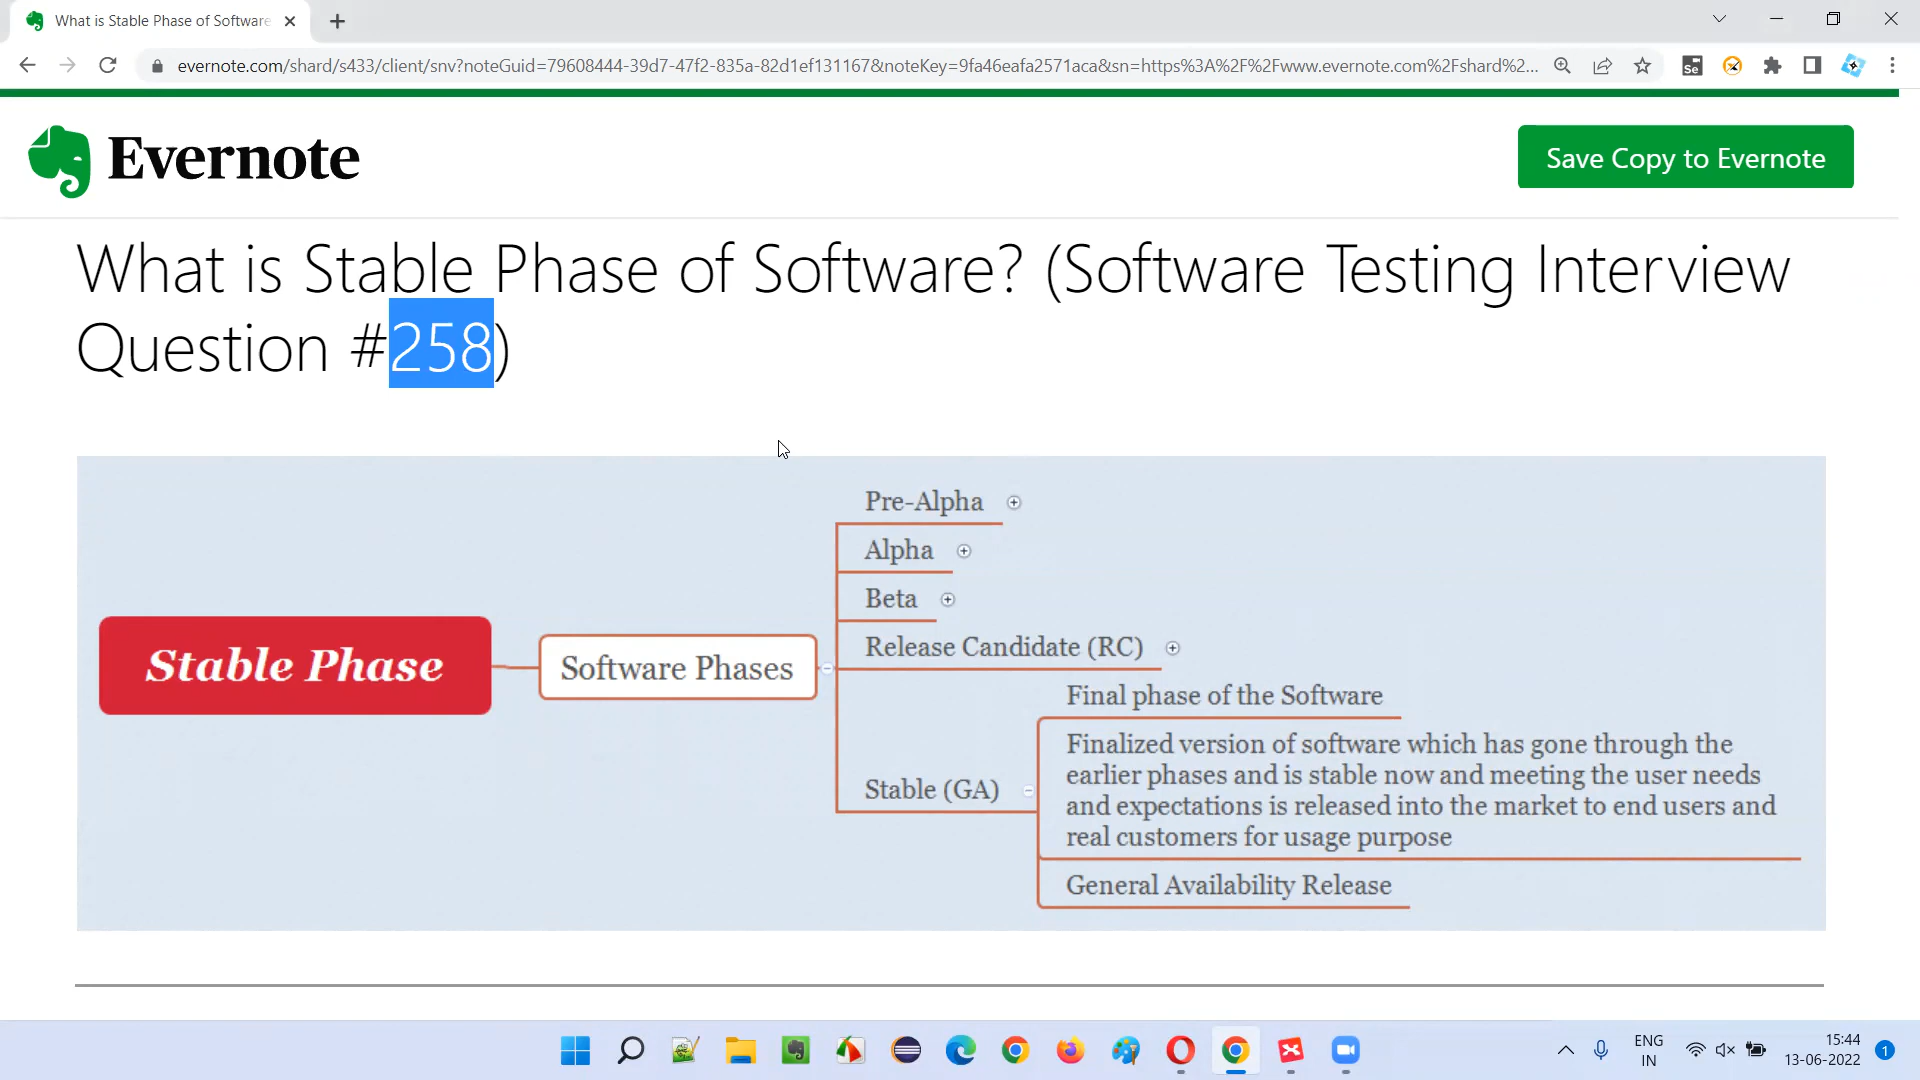 What is Stable Phase of Software
evernote.com/shard/s433/client/snv?noteGuid=79608444-39d7-47f2-835a-82d1ef131167&noteKey=9fa46eafa2571aca&sn=https%3A%2F%2Fwww.evernote.com%2Fshard%2...
Se
Evernote
Save Copy to Evernote
What is Stable Phase of Software? (Software Testing Interview
Question #258)
Pre-Alpha
Alpha
Beta
Release Candidate (RC)
Stable Phase
Software Phases
Final phase of the Software
Finalized version of software which has gone through the
earlier phases and is stable now and meeting the user needs
and expectations is released into the market to end users and
real customers for usage purpose
Stable (GA)
General Availability Release
ENG
IN
15:44
13-06-2022
1